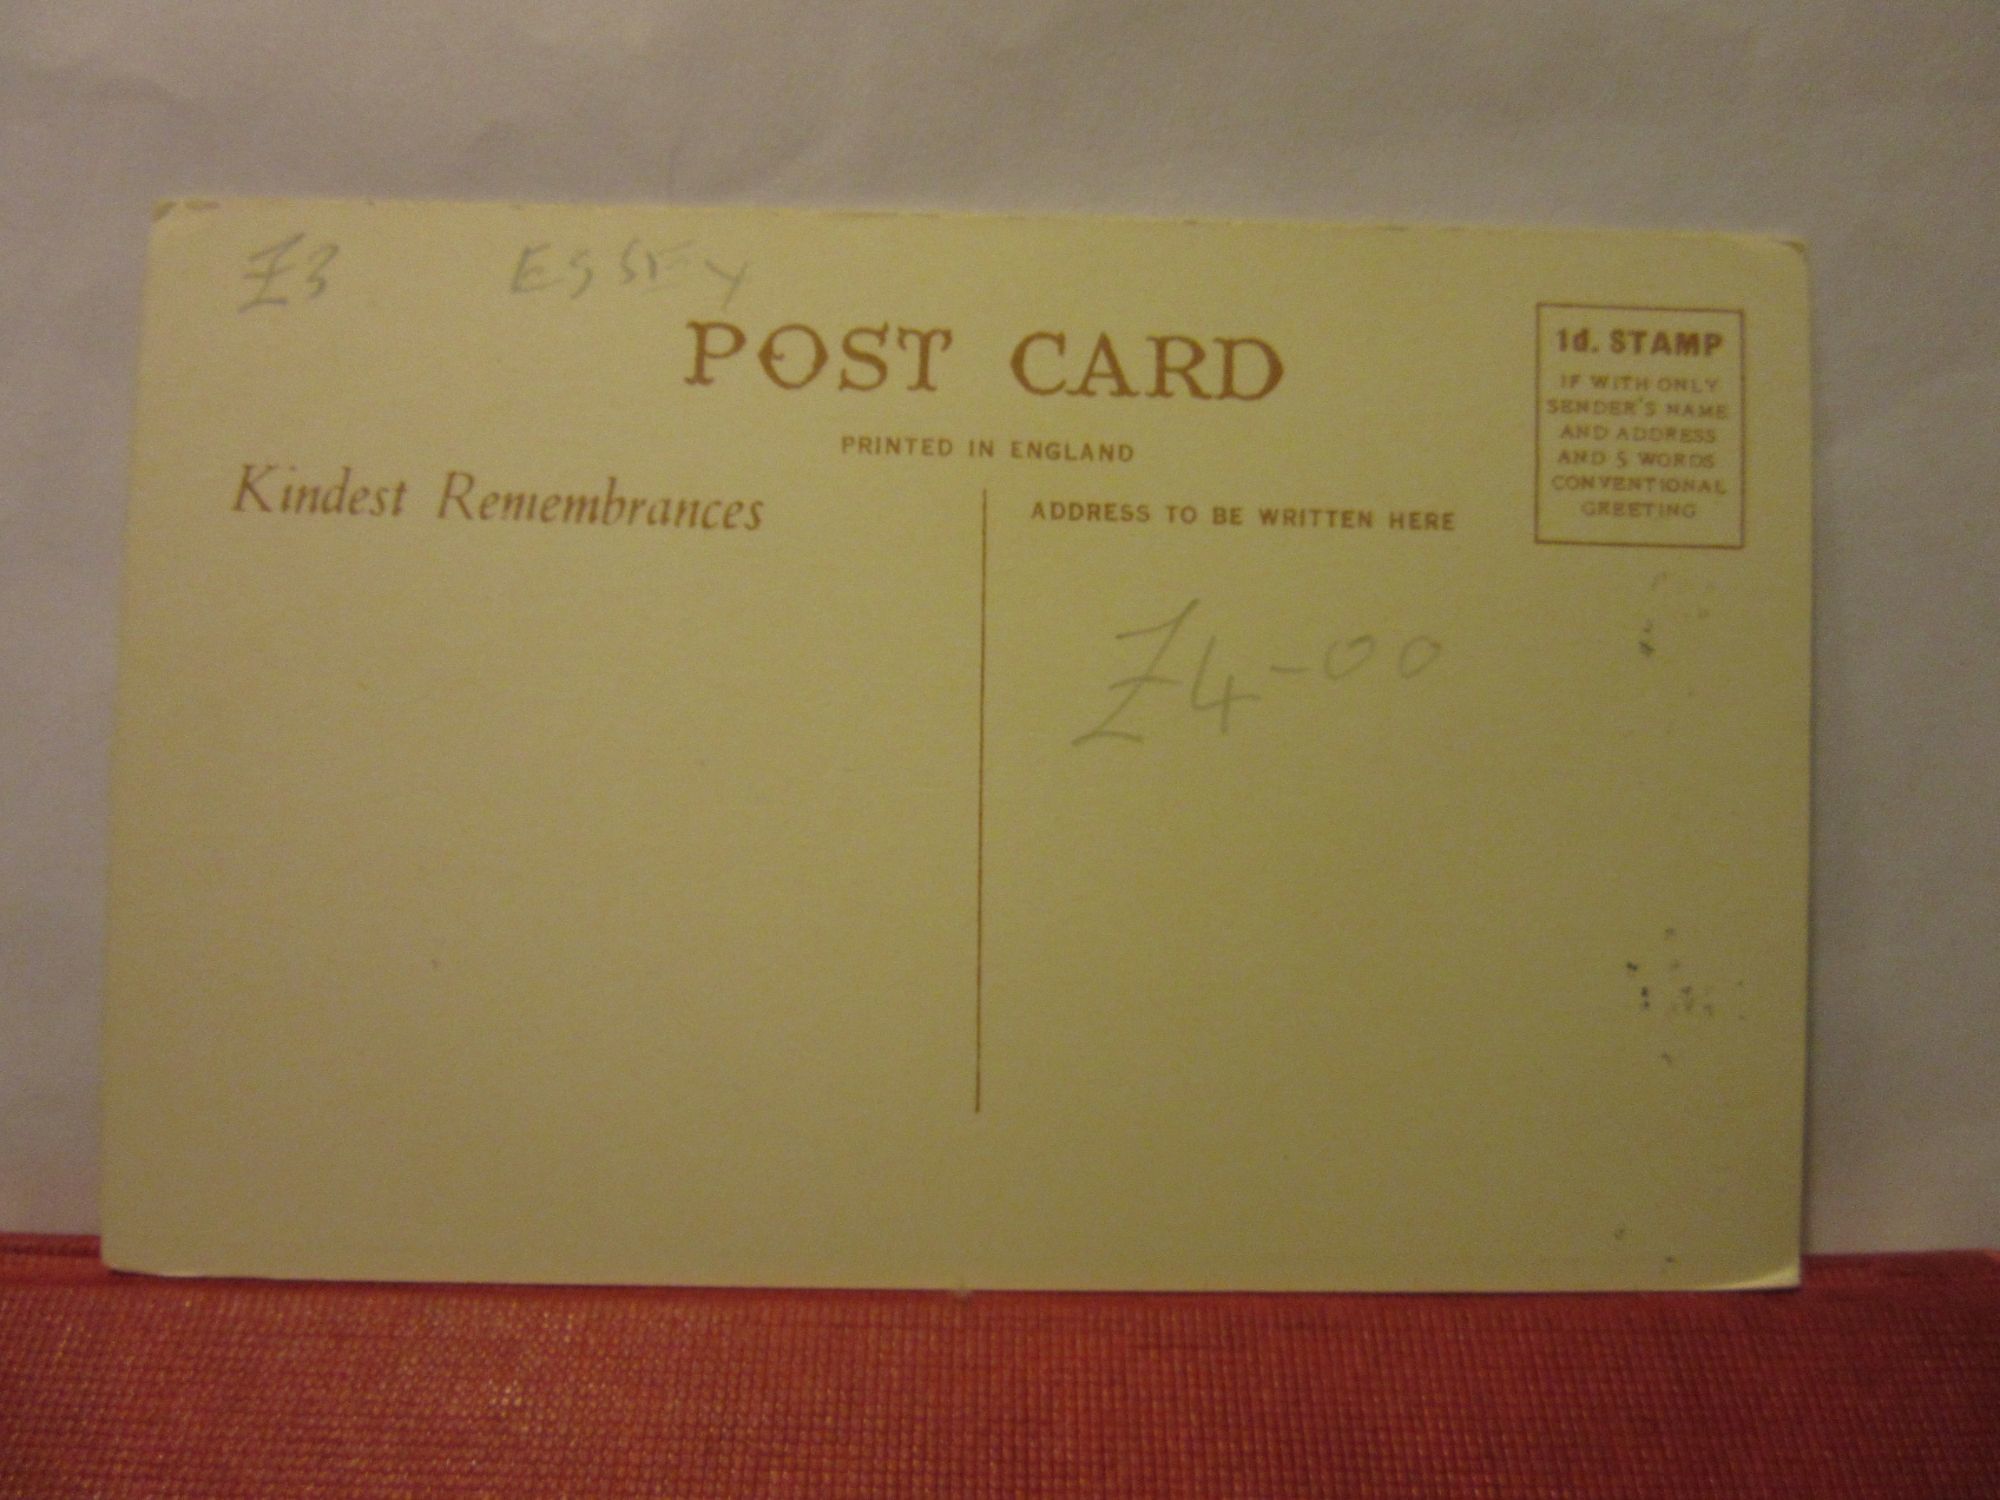 £3 ESSEX
POST CARD
PRINTED IN ENGLAND
Kindest Remembrances
ADDRESS TO BE WRITTEN HERE
1d. STAMP
IF WITH ONLY
SENDER'S NAME
AND ADDRESS
AND 5 WORDS
CONVENTIONAL
GREETING
£4-00